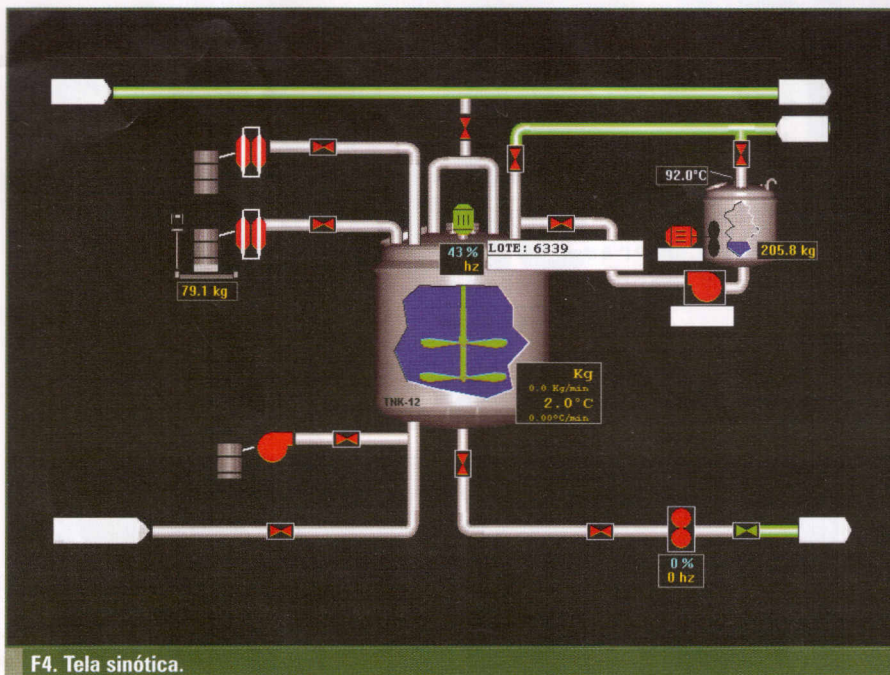 92.0°C
43 %
hz
LOTE: 6339
205.8 kg
79.1 kg
Kg
0.0 Kg/min
2.0°C
0.00°C/min
TNK-12
0 %
0 hz
F4. Tela sinótica.